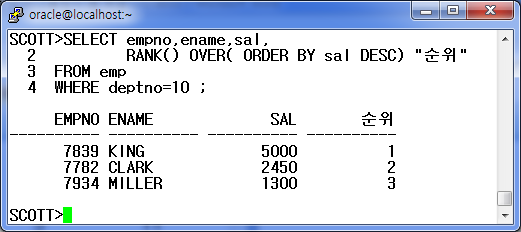 oracle@localhost:~
SCOTT>SELECT empno,ename,sal,
2 RANK() OVER( ORDER BY sal DESC) "순위"
3 FROM emp
4 WHERE deptno=10 ;
EMPNO ENAME SAL 순위
---------- ---------- ---------- ----------
7839 KING 5000 1
7782 CLARK 2450 2
7934 MILLER 1300 3
SCOTT>